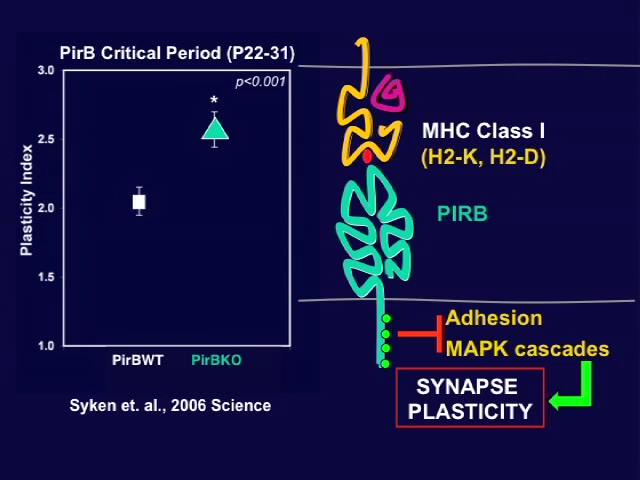 PirB Critical Period (P22-31)
3.0
p<0.001
*
2.5
2.0
1.5
1.0
Plasticity Index
PirBWT
PirBKO
Syken et. al., 2006 Science
MHC Class I
(H2-K, H2-D)
PIRB
Adhesion
MAPK cascades
SYNAPSE
PLASTICITY